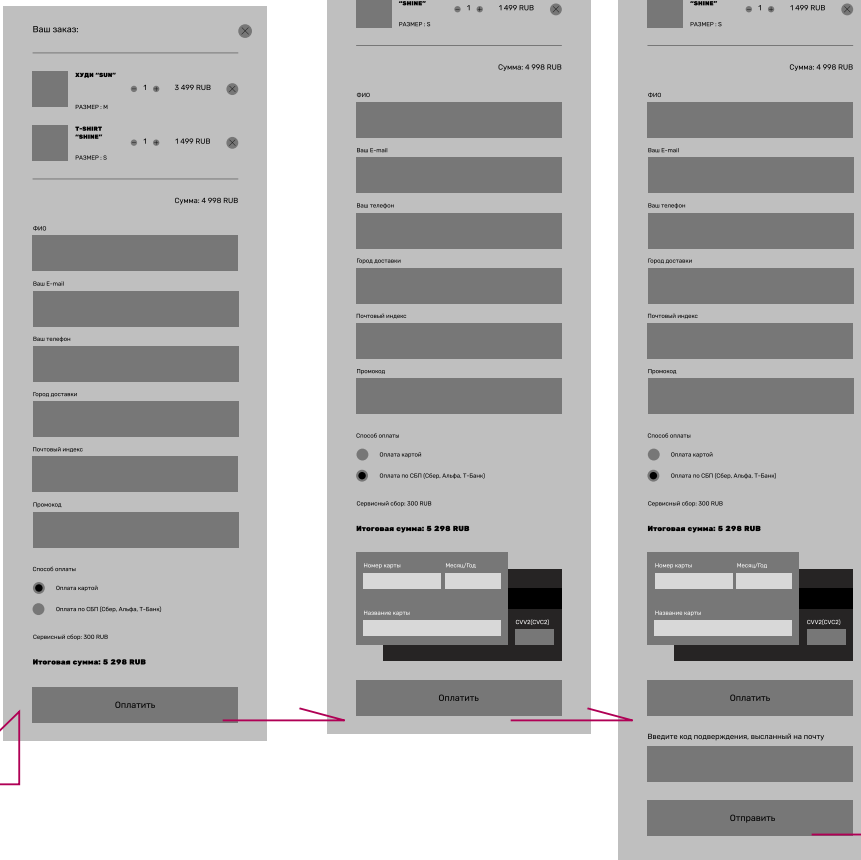 Ваш заказ:
ХУДИ “SUN”
1
3 499 RUB
РАЗМЕР : M
T-SHIRT
“SHINE”
1
1 499 RUB
РАЗМЕР : S
Сумма: 4 998 RUB
ФИО
Ваш E-mail
Ваш телефон
Город доставки
Почтовый индекс
Промокод
Способ оплаты
Оплата картой
Оплата по СБП (Сбер, Альфа, Т-Банк)
Сервисный сбор: 300 RUB
Итоговая сумма: 5 298 RUB
Оплатить
“SHINE”
1
1 499 RUB
РАЗМЕР : S
Сумма: 4 998 RUB
ФИО
Ваш E-mail
Ваш телефон
Город доставки
Почтовый индекс
Промокод
Способ оплаты
Оплата картой
Оплата по СБП (Сбер, Альфа, Т-Банк)
Сервисный сбор: 300 RUB
Итоговая сумма: 5 298 RUB
Номер карты
Месяц/Год
Название карты
CVV2(CVC2)
Оплатить
“SHINE”
1
1 499 RUB
РАЗМЕР : S
Сумма: 4 998 RUB
ФИО
Ваш E-mail
Ваш телефон
Город доставки
Почтовый индекс
Промокод
Способ оплаты
Оплата картой
Оплата по СБП (Сбер, Альфа, Т-Банк)
Сервисный сбор: 300 RUB
Итоговая сумма: 5 298 RUB
Номер карты
Месяц/Год
Название карты
CVV2(CVC2)
Оплатить
Введите код подверждения, высланный на почту
Отправить